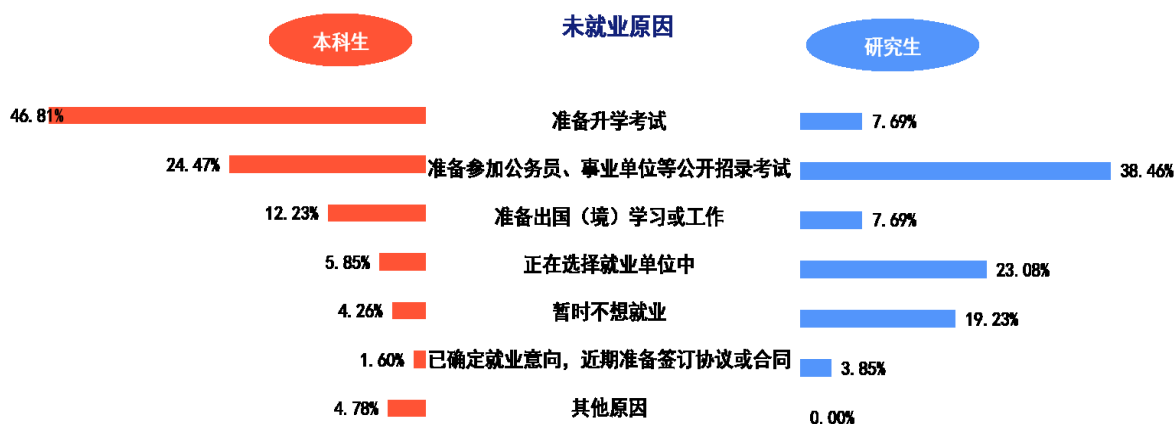 未就业原因
本科生
研究生
46.81%
准备升学考试
7.69%
24.47%
准备参加公务员、事业单位等公开招录考试
38.46%
12.23%
准备出国（境）学习或工作
7.69%
5.85%
正在选择就业单位中
23.08%
4.26%
暂时不想就业
19.23%
1.60%
已确定就业意向，近期准备签订协议或合同
3.85%
4.78%
其他原因
0.00%